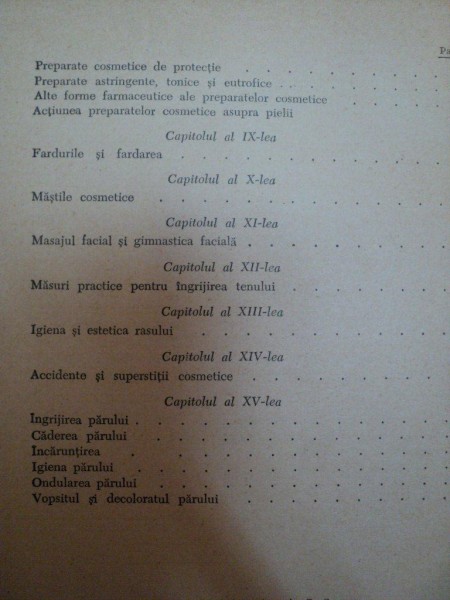 Pa
Preparate cosmetice de protecție . . . . . . . .
Preparate astringente, tonice și eutrofice . . . . . . . .
Alte forme farmaceutice ale preparatelor cosmetice . . . . .
Acțiunea preparatelor cosmetice asupra pielii
Capitolul al IX-lea
Fardurile și fardarea . . . . . . . . . . . .
Capitolul al X-lea
Măștile cosmetice . . . . . . . . . . . . .
Capitolul al XI-lea
Masajul facial și gimnastica facială . . . . . . . . . .
Capitolul al XII-lea
Măsuri practice pentru îngrijirea tenului . . . . . . . .
Capitolul al XIII-lea
Igiena și estetica rasului . . . . . . . . . . . .
Capitolul al XIV-lea
Accidente și superstiții cosmetice . . . . . . . . . .
Capitolul al XV-lea
Ingrijirea părului . . . . . . . . . . . . . . .
Căderea părului . . . . . . . . . . . . . . .
Incărunțirea . . . . . . . . . . . . . . .
Igiena părului . . . . . . . . . . . . . . .
Ondularea părului . . . . . . . . . . . . . .
Vopsitul și decoloratul părului . . . . . . . . . . .